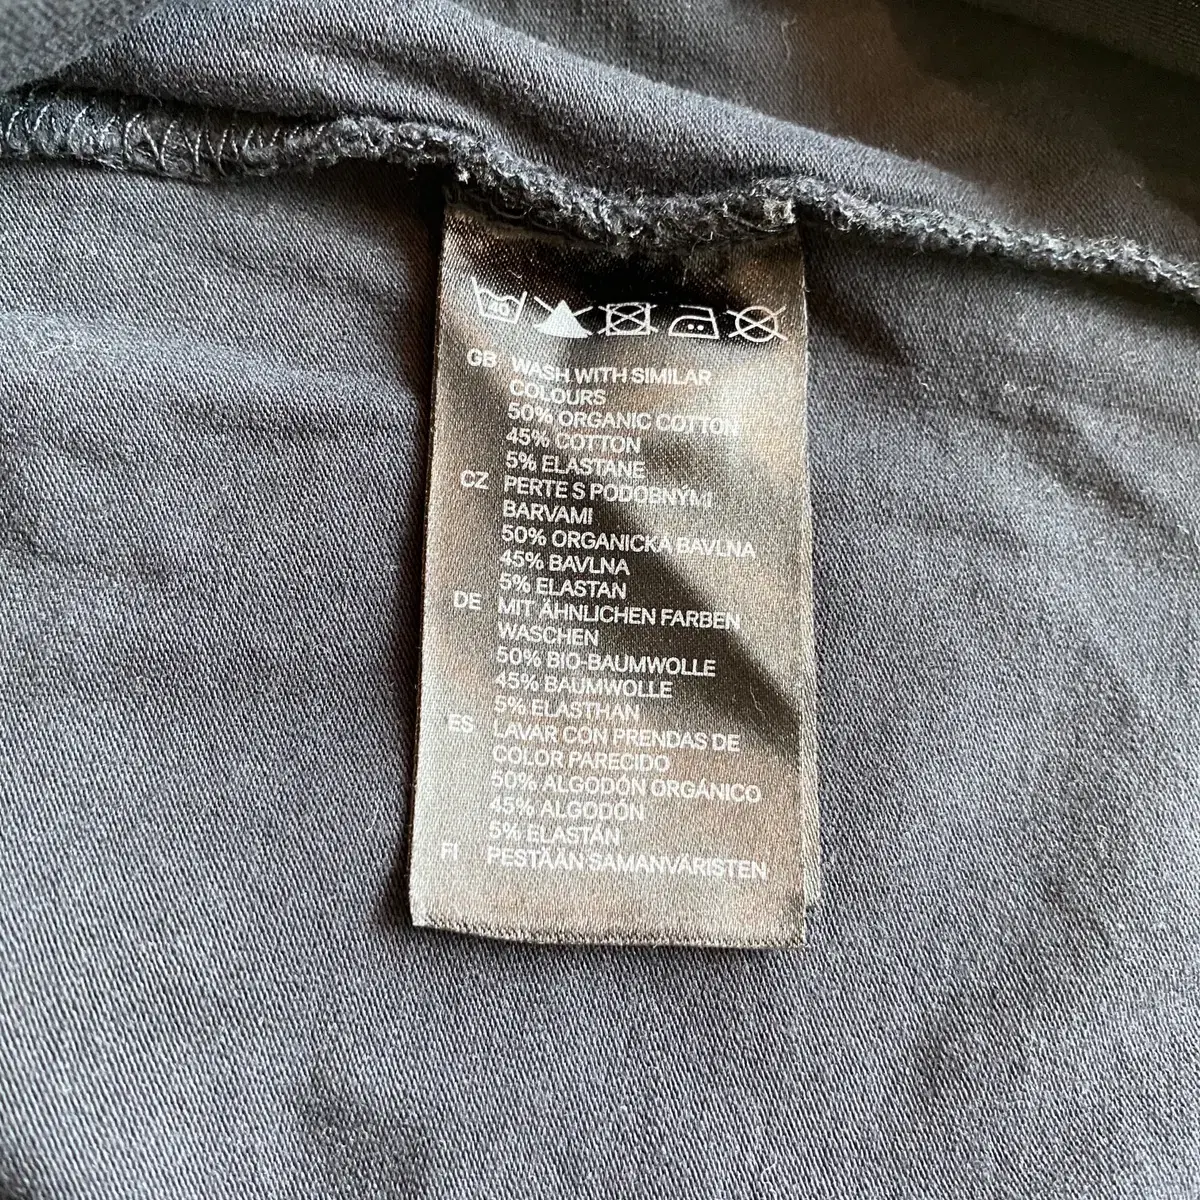 40
GB WASH WITH SIMILAR
COLOURS
50% ORGANIC COTTON
45% COTTON
5% ELASTANE
CZ PERTE S PODOBNÝMI
BARVAMI
50% ORGANICKÁ BAVLNA
45% BAVLNA
5% ELASTAN
DE MIT ÄHNLICHEN FARBEN
WASCHEN
50% BIO-BAUMWOLLE
45% BAUMWOLLE
5% ELASTHAN
ES LAVAR CON PRENDAS DE
COLOR PARECIDO
50% ALGODÓN ORGÁNICO
45% ALGODÓN
5% ELASTÁN
FI PESTÄÄN SAMANVÄRISTEN